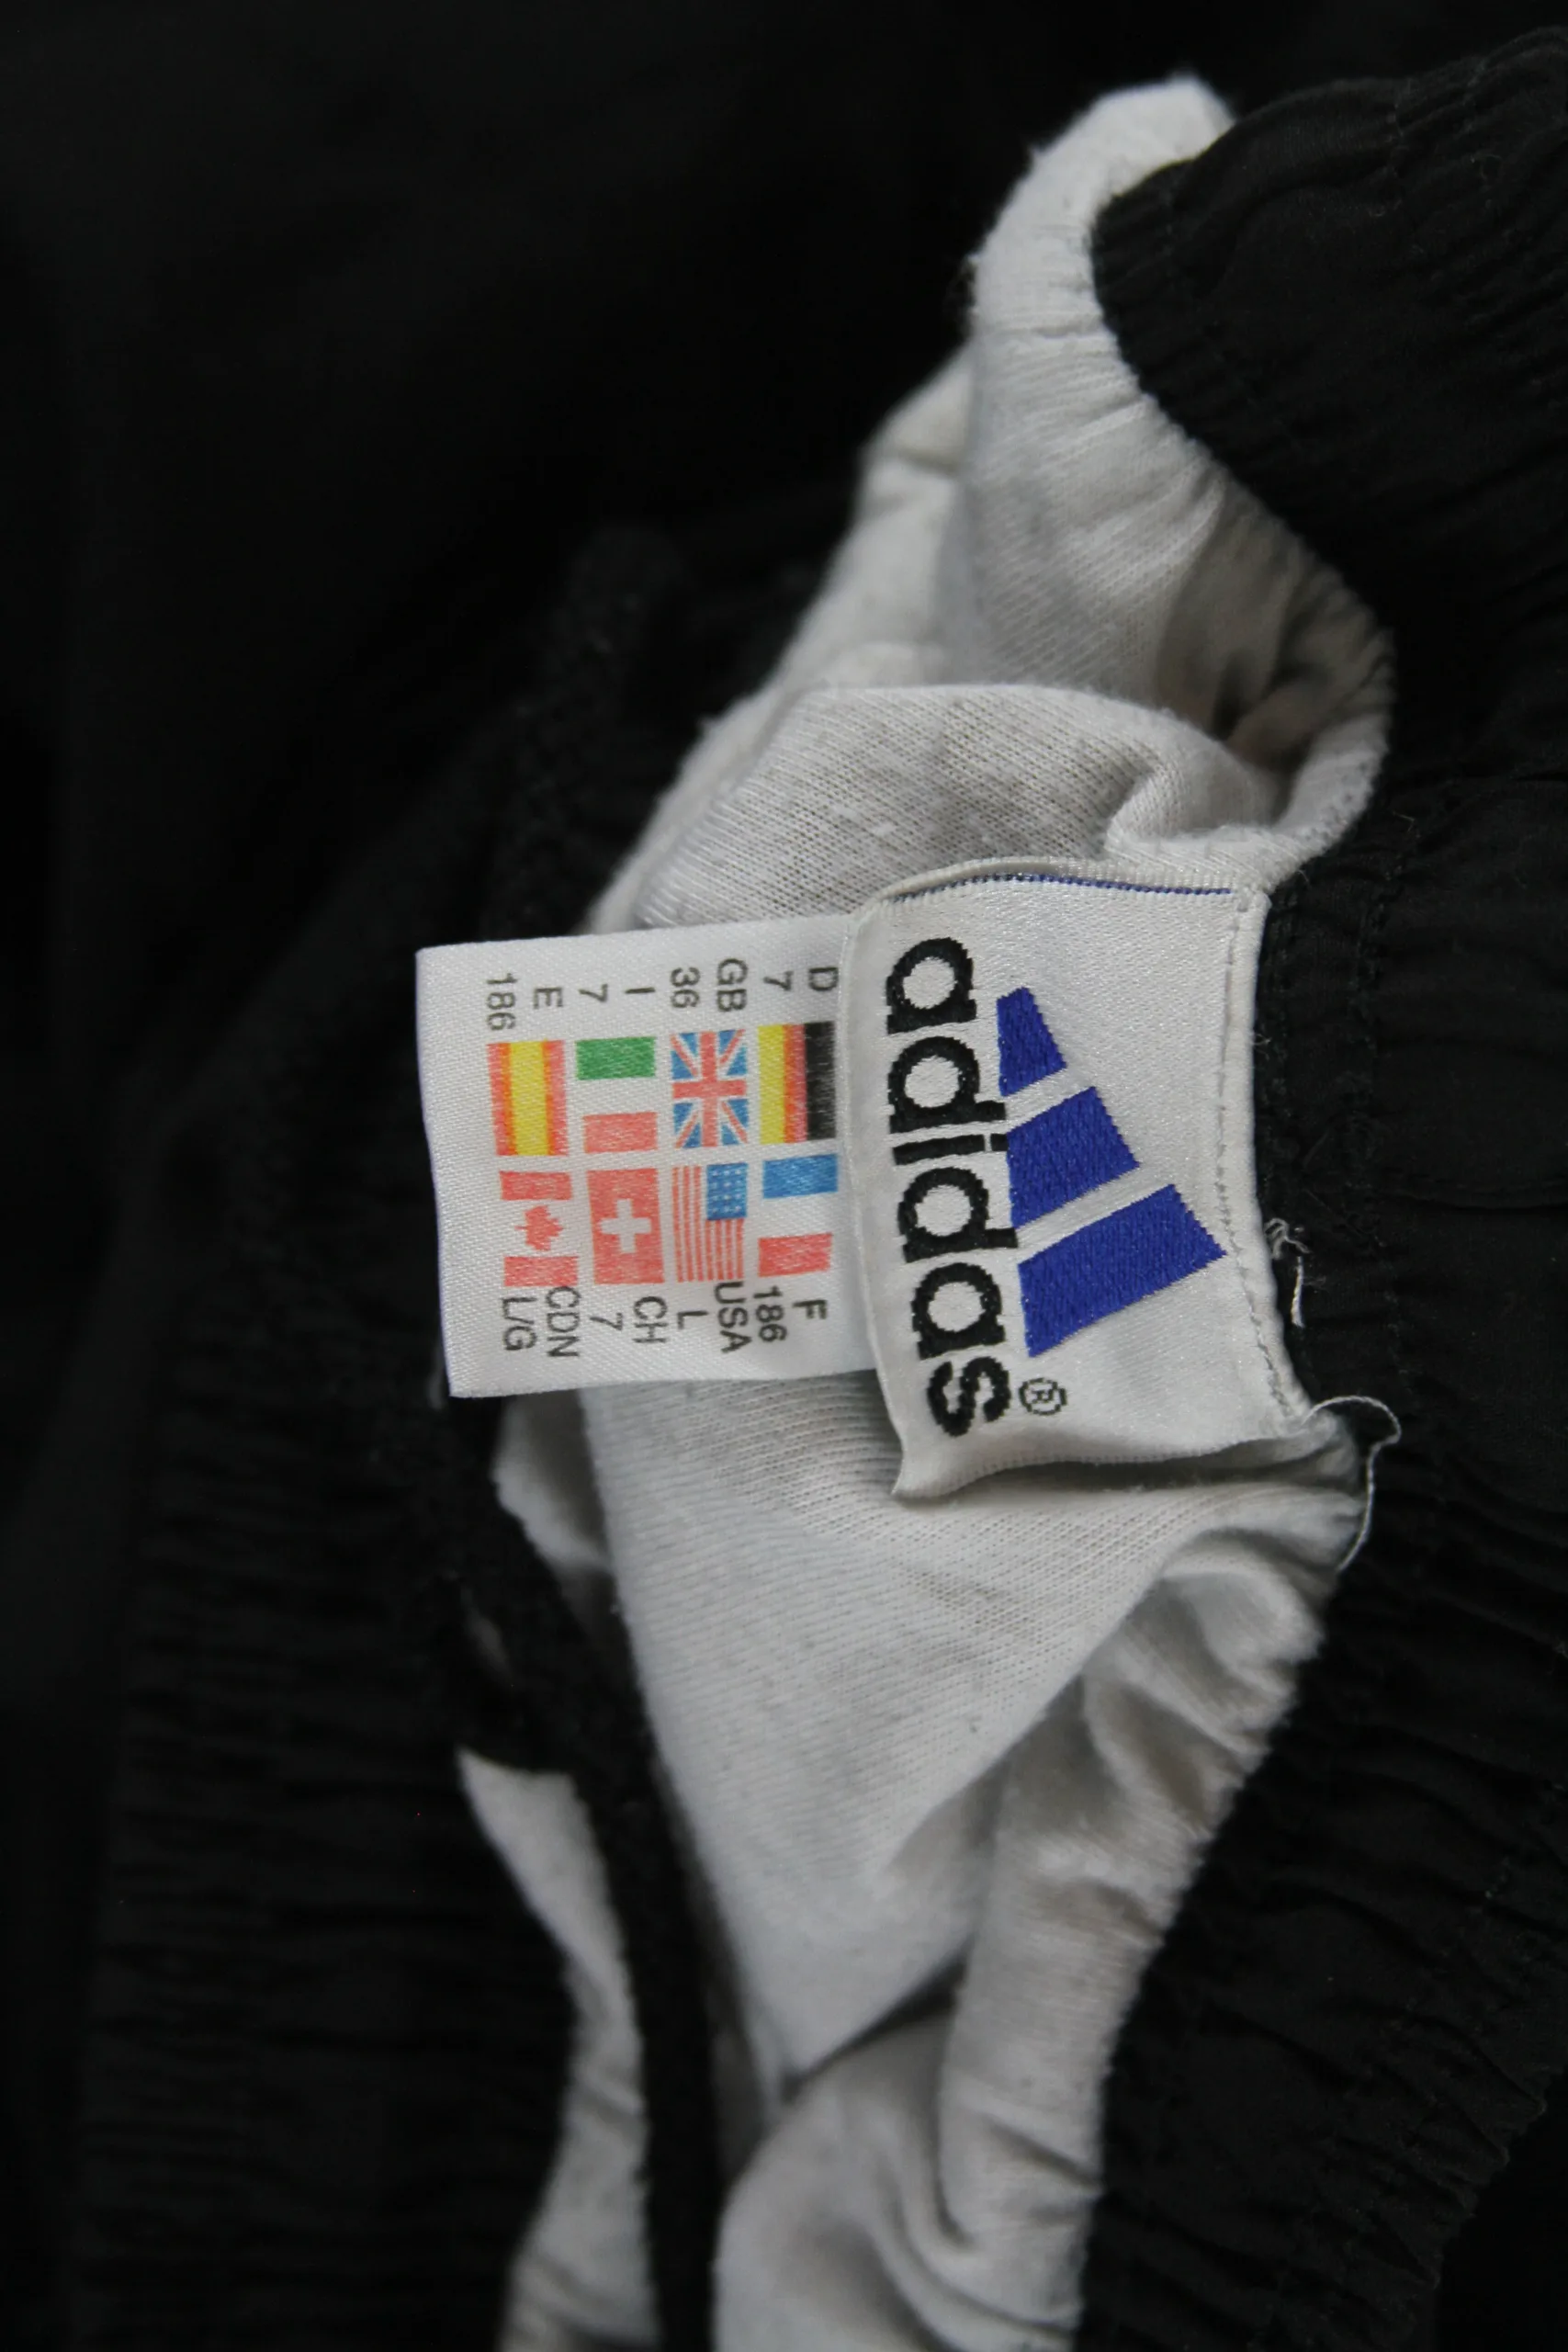 adidas®
D
7
F
186
GB
36
USA
L
I
7
CH
7
E
186
CDN
L/G